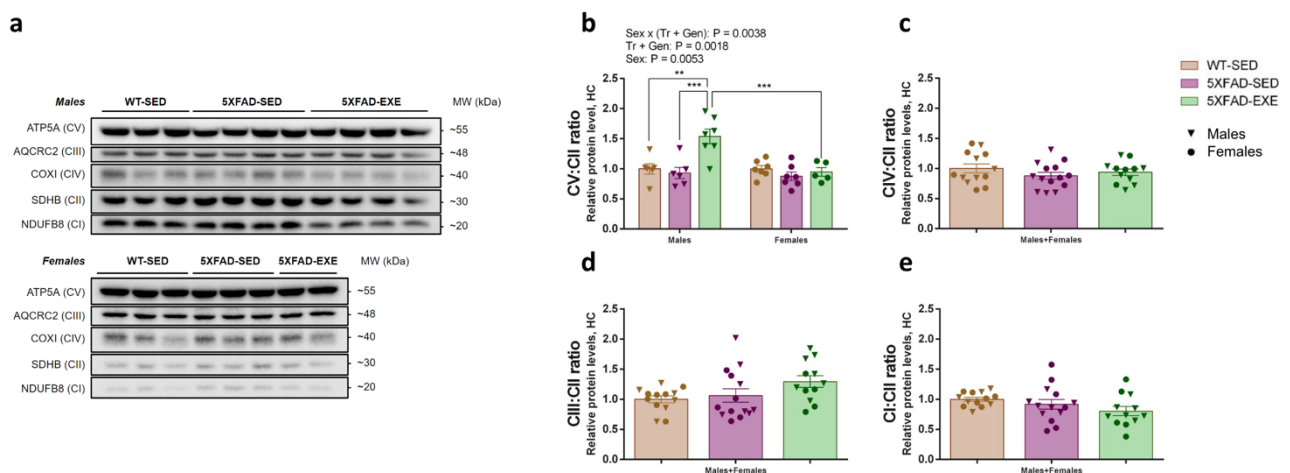 a
Males WT-SED 5XFAD-SED 5XFAD-EXE MW (kDa)
ATP5A (CV) ~55
AQCRC2 (CIII) ~48
COXI (CIV) ~40
SDHB (CII) ~30
NDUFB8 (CI) ~20
Females WT-SED 5XFAD-SED 5XFAD-EXE MW (kDa)
ATP5A (CV) ~55
AQCRC2 (CIII) ~48
COXI (CIV) ~40
SDHB (CII) ~30
NDUFB8 (CI) ~20
b
Sex x (Tr + Gen): P = 0.0038
Tr + Gen: P = 0.0018
Sex: P = 0.0053
**
***
***
CV:CII ratio
Relative protein level, HC
2.5
2.0
1.5
1.0
0.5
0.0
Males Females
c
CIV:CII ratio
Relative protein levels, HC
2.5
2.0
1.5
1.0
0.5
0.0
Males+Females
WT-SED
5XFAD-SED
5XFAD-EXE
Males
Females
d
CIII:CII ratio
Relative protein levels, HC
2.5
2.0
1.5
1.0
0.5
0.0
Males+Females
e
CI:CII ratio
Relative protein levels, HC
2.5
2.0
1.5
1.0
0.5
0.0
Males+Females